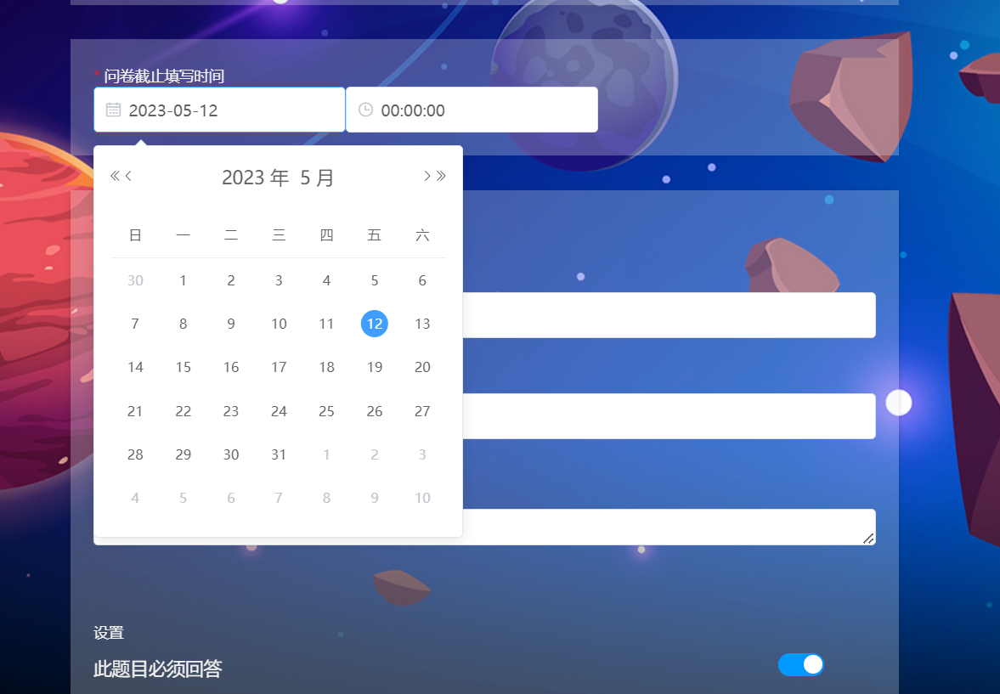 * 问卷截止填写时间
2023-05-12 00:00:00
2023 年 5 月
日 一 二 三 四 五 六
30 1 2 3 4 5 6
7 8 9 10 11 12 13
14 15 16 17 18 19 20
21 22 23 24 25 26 27
28 29 30 31 1 2 3
4 5 6 7 8 9 10
设置
此题目必须回答